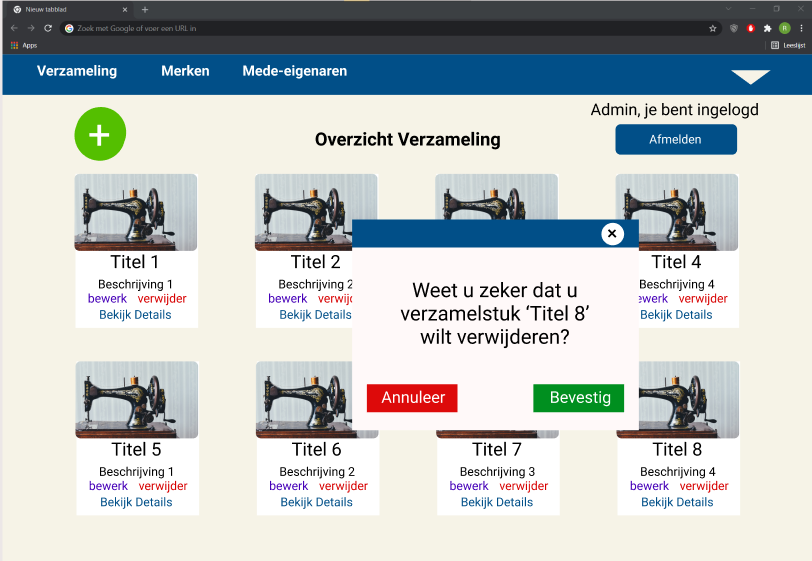 Nieuw tabblad
Zoek met Google of voer een URL in
Apps
Leeslijst
Verzameling Merken Mede-eigenaren
Admin, je bent ingelogd
+
Overzicht Verzameling
Afmelden
Titel 1
Beschrijving 1
bewerk verwijder
Bekijk Details
Titel 2
Beschrijving 2
bewerk verwij
Bekijk Details
Titel 4
Beschrijving 4
ewerk verwijder
Bekijk Details
Weet u zeker dat u
verzamelstuk ‘Titel 8’
wilt verwijderen?
Annuleer Bevestig
Titel 5
Beschrijving 1
bewerk verwijder
Bekijk Details
Titel 6
Beschrijving 2
bewerk verwijder
Bekijk Details
Titel 7
Beschrijving 3
bewerk verwijder
Bekijk Details
Titel 8
Beschrijving 4
bewerk verwijder
Bekijk Details